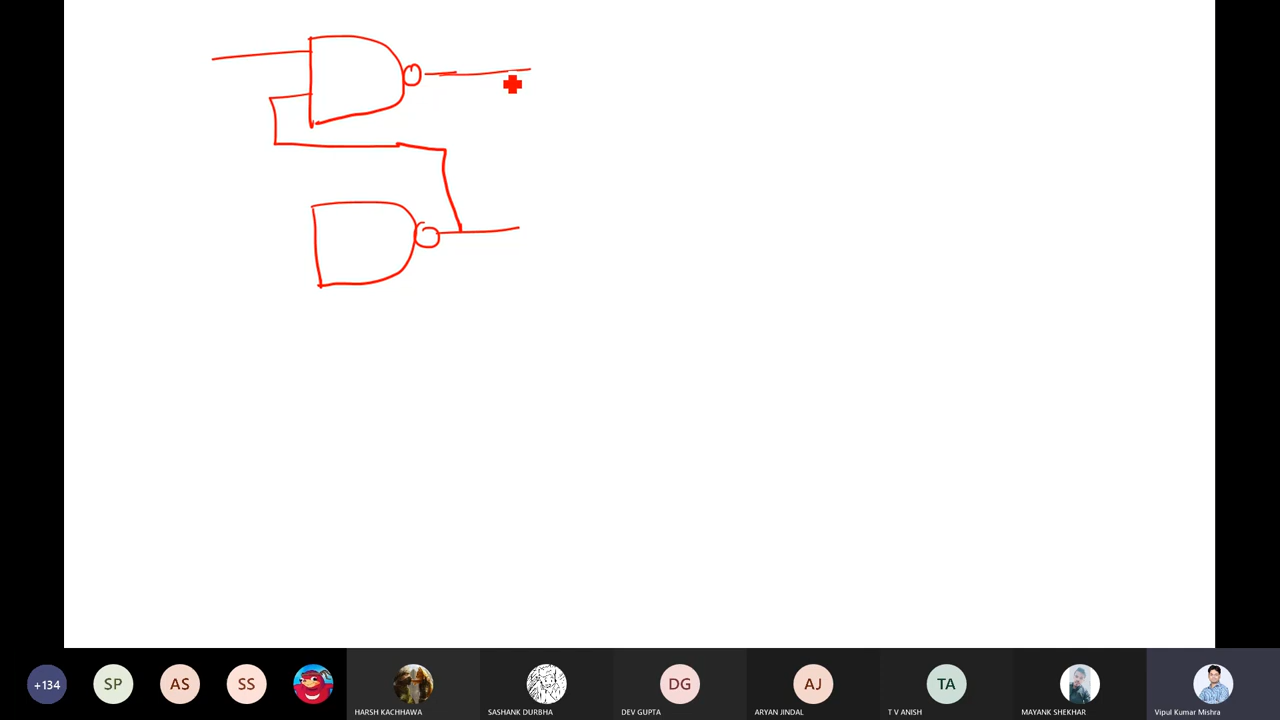 +134
SP
AS
SS
HARSH KACHHAWA
SASHANK DURBHA
DG
DEV GUPTA
AJ
ARYAN JINDAL
TA
T V ANISH
MAYANK SHEKHAR
Vipul Kumar Mishra